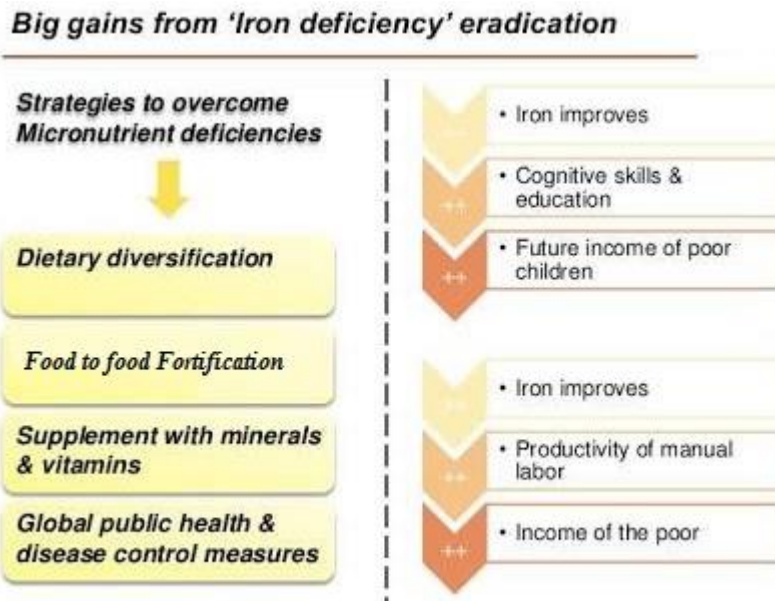 Big gains from ‘Iron deficiency’ eradication
Strategies to overcome
Micronutrient deficiencies
Dietary diversification
Food to food Fortification
Supplement with minerals
& vitamins
Global public health &
disease control measures
• Iron improves
++
• Cognitive skills &
education
++
• Future income of poor
children
++
• Iron improves
++
• Productivity of manual
labor
++
• Income of the poor
++